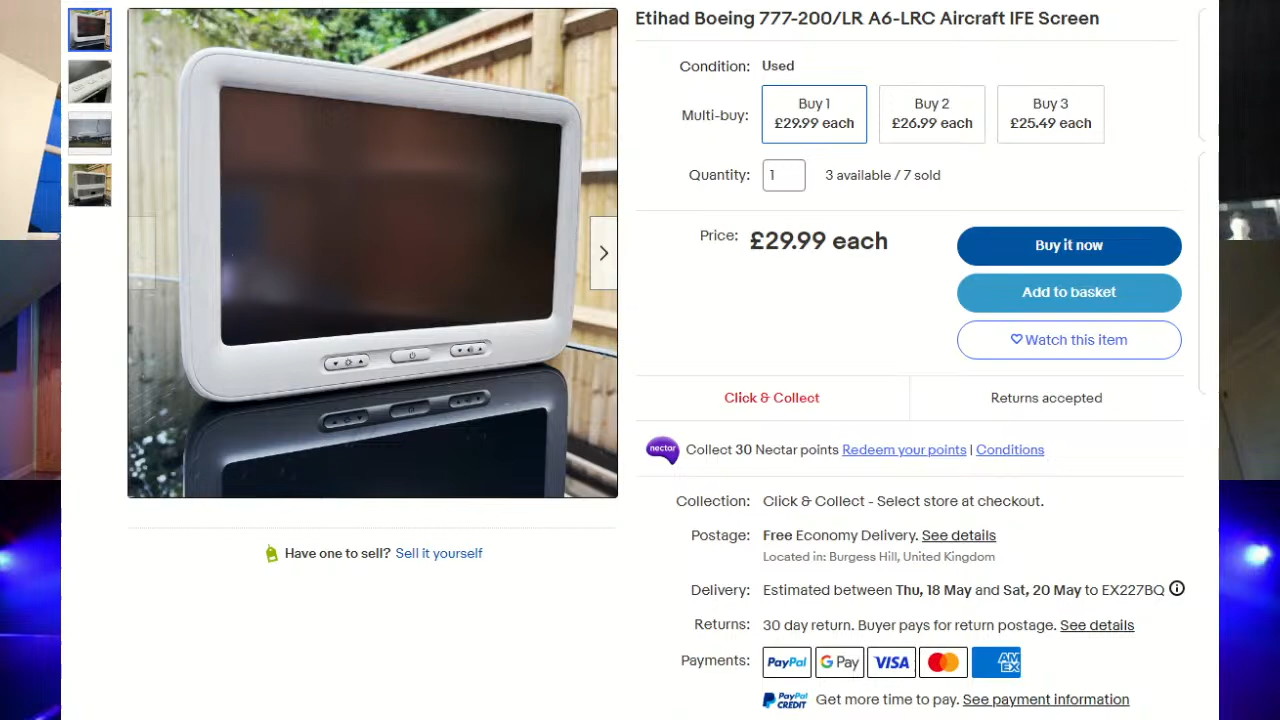 Etihad Boeing 777-200/LR A6-LRC Aircraft IFE Screen
Condition: Used
Multi-buy:
Buy 1
£29.99 each
Buy 2
£26.99 each
Buy 3
£25.49 each
Quantity: 1 3 available / 7 sold
Price: £29.99 each
Buy it now
Add to basket
Watch this item
Click & Collect
Returns accepted
nectar Collect 30 Nectar points Redeem your points | Conditions
Collection: Click & Collect - Select store at checkout.
Postage: Free Economy Delivery. See details
Located in: Burgess Hill, United Kingdom
Delivery: Estimated between Thu, 18 May and Sat, 20 May to EX227BQ
Returns: 30 day return. Buyer pays for return postage. See details
Payments: PayPal G Pay VISA AMEX
PayPal CREDIT Get more time to pay. See payment information
Have one to sell? Sell it yourself